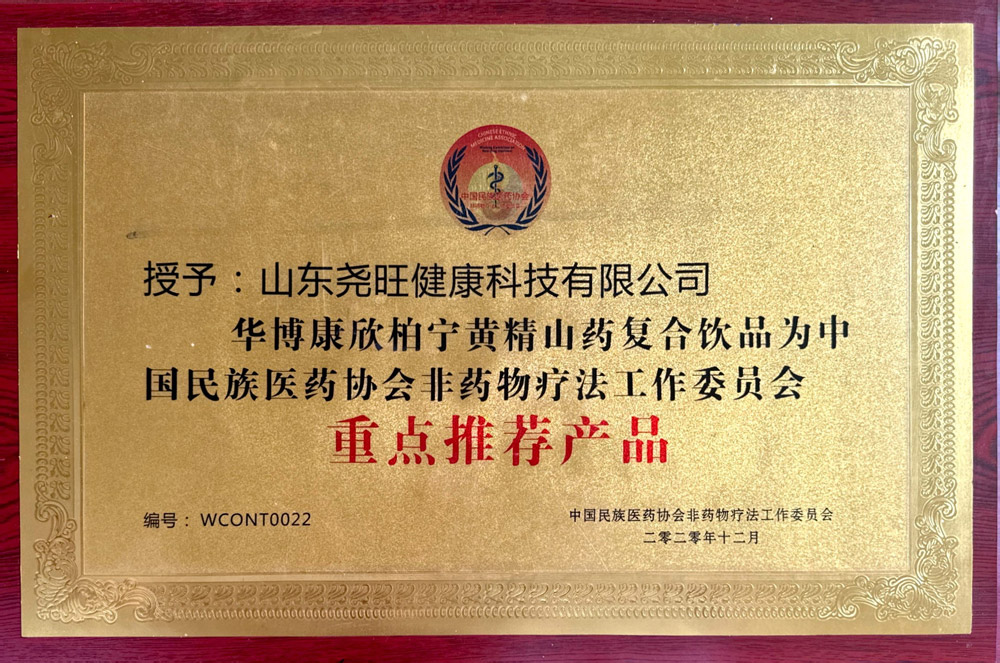 CHINESE ETHNIC
MEDICINE ASSOCIATION
中国民族医药协会
授予：山东尧旺健康科技有限公司
华博康欣柏宁黄精山药复合饮品为中
国民族医药协会非药物疗法工作委员会
重点推荐产品
编号：WCONT0022
中国民族医药协会非药物疗法工作委员会
二零二零年十二月